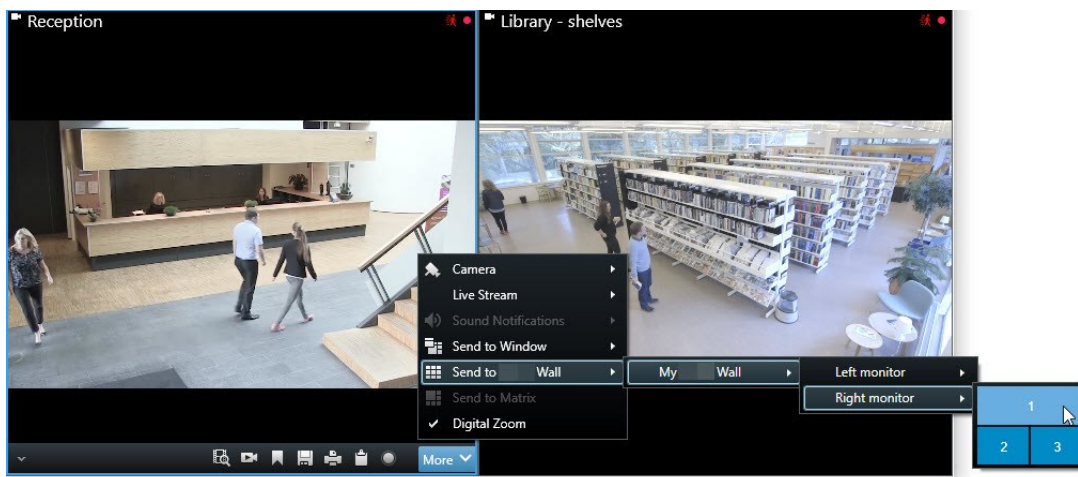 Reception
Library - shelves
Camera
Live Stream
Sound Notifications
Send to Window
Send to Wall
My Wall
Left monitor
Send to Matrix
Right monitor
Digital Zoom
1
2 3
More